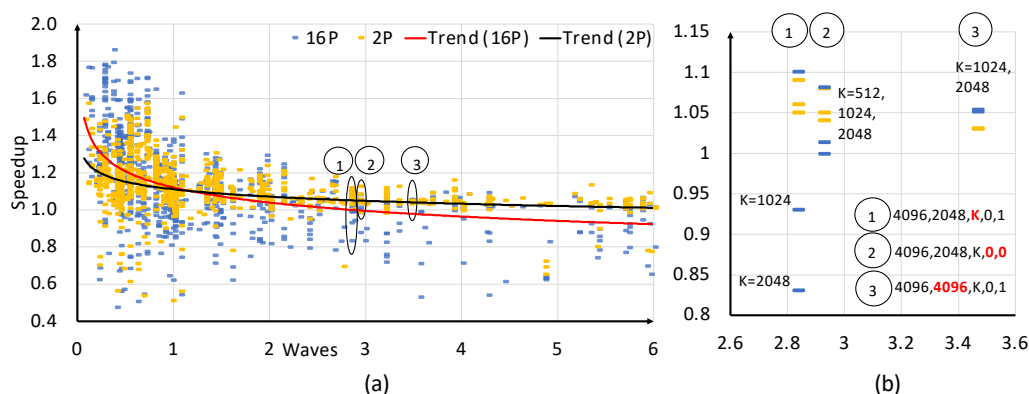 2.0
1.8
1.6
1.4
1.2
1.0
0.8
0.6
0.4
Speedup
16P 2P Trend (16P) Trend (2P)
1 2 3
0 1 2 3 4 5 6
Waves
(a)
1 2 3
1.15
1.1
1.05
1
0.95
0.9
0.85
0.8
K=1024,
2048
K=512,
1024,
2048
K=1024
K=2048
1 4096,2048,K,0,1
2 4096,2048,K,0,0
3 4096,4096,K,0,1
2.6 2.8 3 3.2 3.4 3.6
(b)